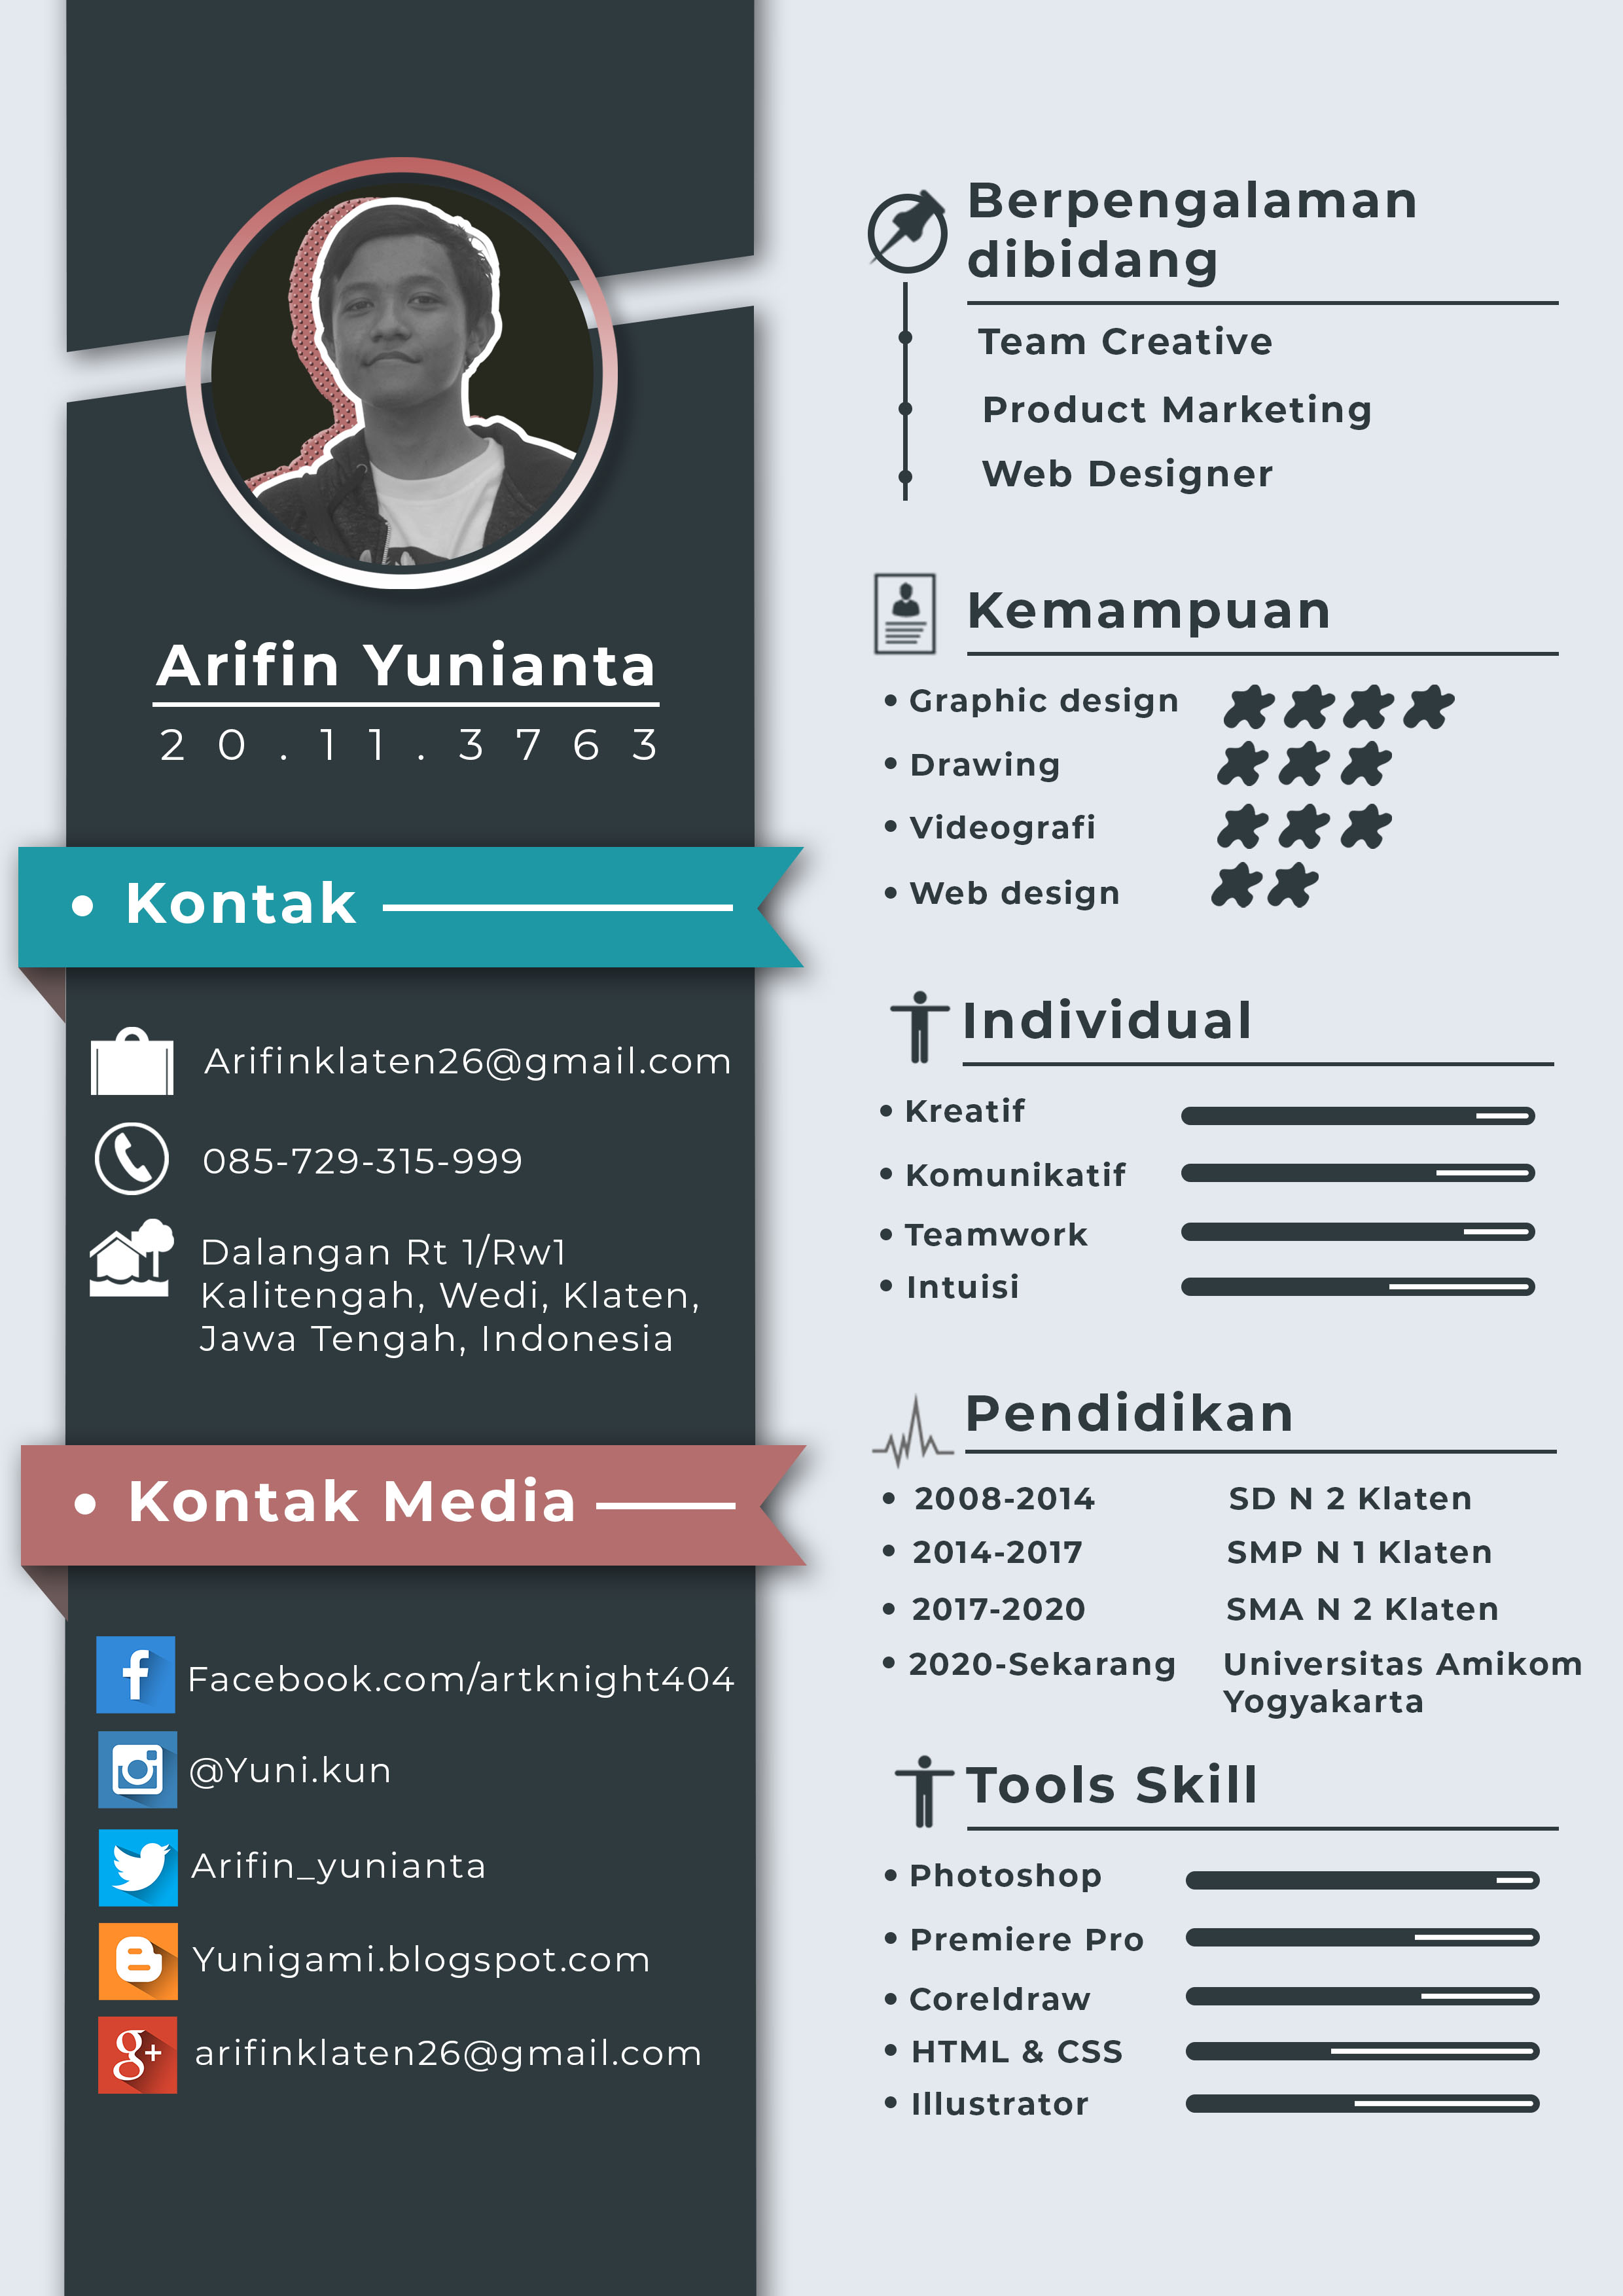 Arifin Yunianta
20.11.3763
• Kontak
Arifinklaten26@gmail.com
085-729-315-999
Dalangan Rt 1/Rw1
Kalitengah, Wedi, Klaten,
Jawa Tengah, Indonesia
• Kontak Media
Facebook.com/artknight404
@Yuni.kun
Arifin_yunianta
Yunigami.blogspot.com
arifinklaten26@gmail.com
Berpengalaman
dibidang
Team Creative
Product Marketing
Web Designer
Kemampuan
• Graphic design
• Drawing
• Videografi
• Web design
Individual
• Kreatif
• Komunikatif
• Teamwork
• Intuisi
Pendidikan
• 2008-2014 SD N 2 Klaten
• 2014-2017 SMP N 1 Klaten
• 2017-2020 SMA N 2 Klaten
• 2020-Sekarang Universitas Amikom
Yogyakarta
Tools Skill
• Photoshop
• Premiere Pro
• Coreldraw
• HTML & CSS
• Illustrator